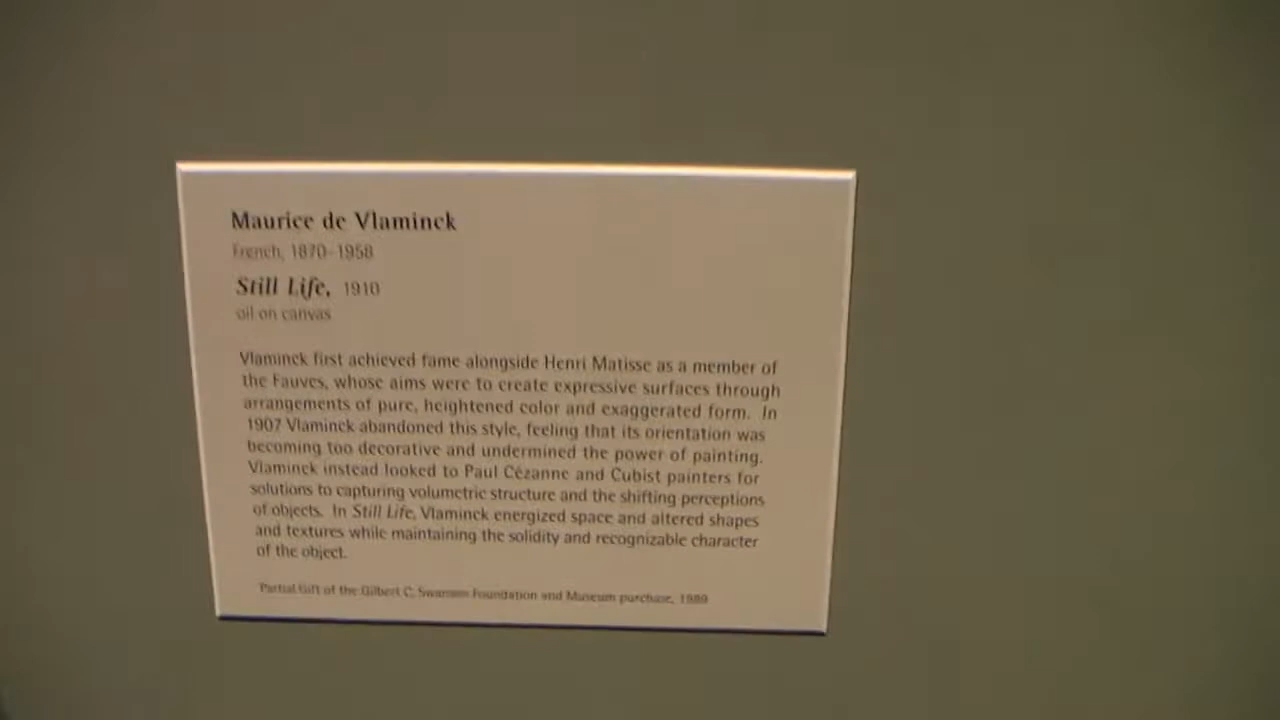 Maurice de Vlaminck
French, 1870-1958
Still Life, 1910
oil on canvas
Vlaminck first achieved fame alongside Henri Matisse as a member of
the Fauves, whose aims were to create expressive surfaces through
arrangements of pure, heightened color and exaggerated form. In
1907 Vlaminck abandoned this style, feeling that its orientation was
becoming too decorative and undermined the power of painting.
Vlaminck instead looked to Paul Cézanne and Cubist painters for
solutions to capturing volumetric structure and the shifting perceptions
of objects. In Still Life, Vlaminck energized space and altered shapes
and textures while maintaining the solidity and recognizable character
of the object.
Partial Gift of the Gilbert C. Swanson Foundation and Museum purchase, 1989